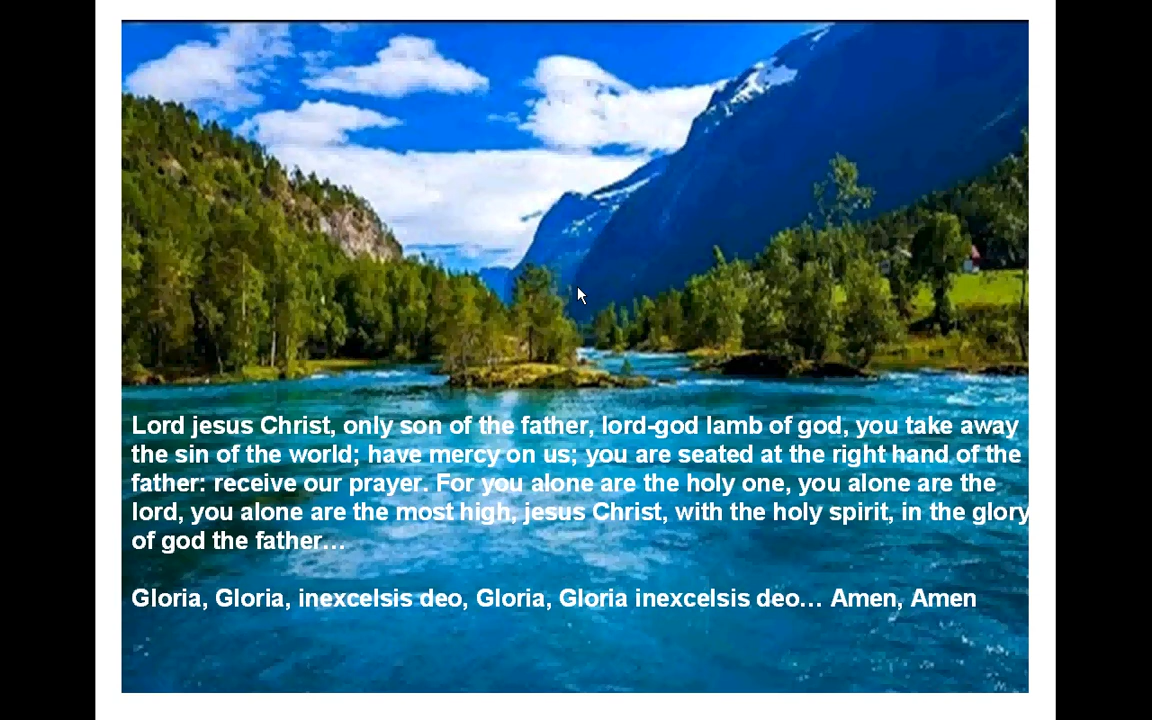 Lord jesus Christ, only son of the father, lord-god lamb of god, you take away
the sin of the world; have mercy on us; you are seated at the right hand of the
father: receive our prayer. For you alone are the holy one, you alone are the
lord, you alone are the most high, jesus Christ, with the holy spirit, in the glory
of god the father…
Gloria, Gloria, inexcelsis deo, Gloria, Gloria inexcelsis deo… Amen, Amen